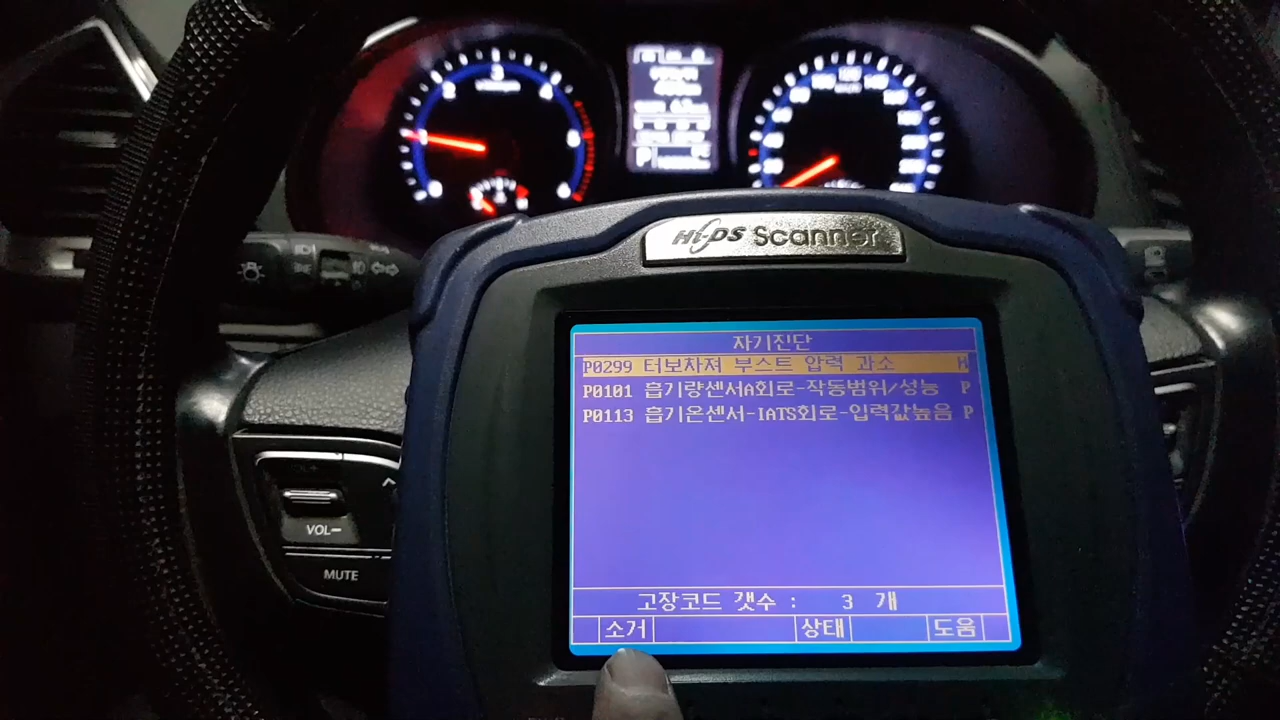 Hi-DS Scanner
자기진단
P0299 터보차져 부스트 압력 과소 H
P0101 흡기량센서A회로-작동범위/성능 P
P0113 흡기온센서-IATS회로-입력값높음 P
고장코드 갯수 : 3 개
소거 상태 도움
VOL-
MUTE